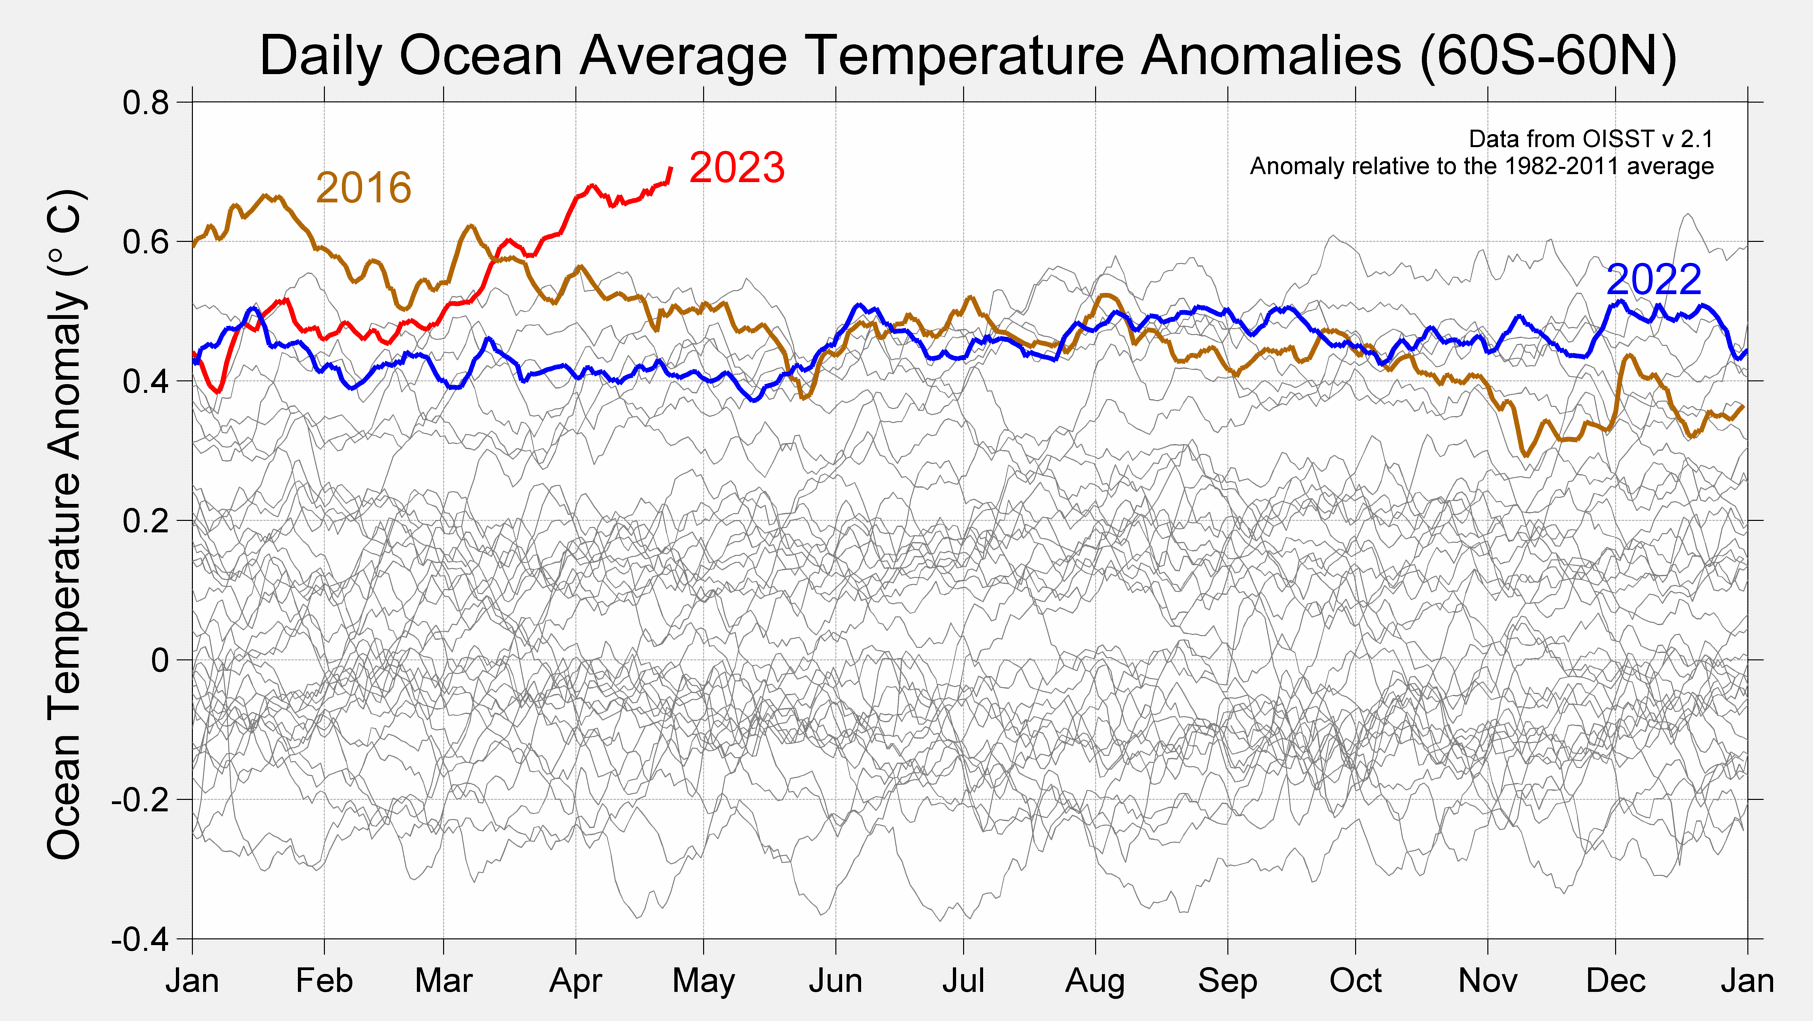 Daily Ocean Average Temperature Anomalies (60S-60N)
Ocean Temperature Anomaly (° C)
0.8
0.6
0.4
0.2
0
-0.2
-0.4
Data from OISST v 2.1
Anomaly relative to the 1982-2011 average
2016
2023
2022
Jan Feb Mar Apr May Jun Jul Aug Sep Oct Nov Dec Jan